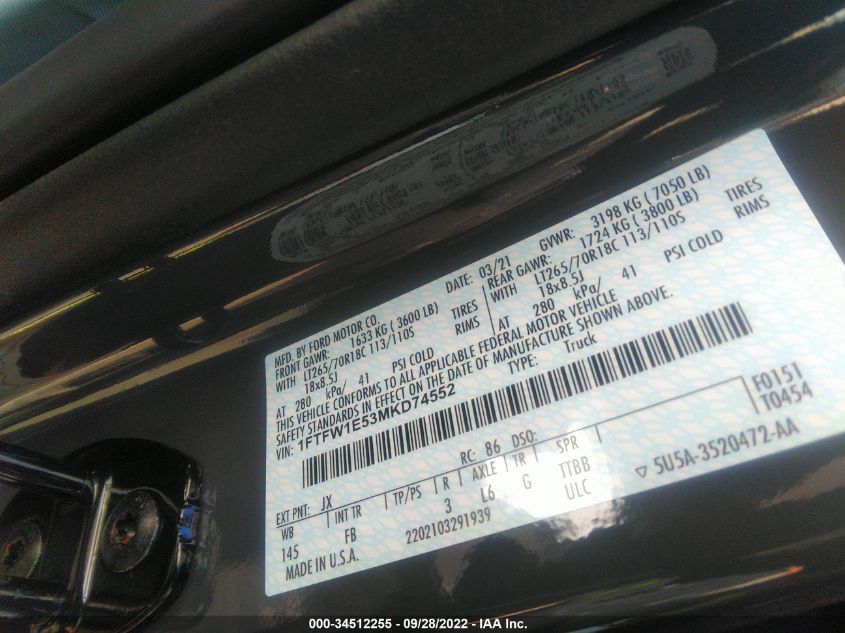 MFD. BY FORD MOTOR CO.
DATE: 03/21 GVWR: 3198 KG ( 7050 LB)
FRONT GAWR: 1633 KG ( 3600 LB) REAR GAWR: 1724 KG ( 3800 LB)
WITH LT265/70R18C 113/110S TIRES WITH LT265/70R18C 113/110S TIRES
18x8.5J RIMS 18x8.5J RIMS
AT 280 kPa/ 41 PSI COLD AT 280 kPa/ 41 PSI COLD
THIS VEHICLE CONFORMS TO ALL APPLICABLE FEDERAL MOTOR VEHICLE
SAFETY STANDARDS IN EFFECT ON THE DATE OF MANUFACTURE SHOWN ABOVE.
VIN: 1FTFW1E53MKD74552 TYPE: Truck
F0151
T0454
EXT PNT: JX RC: 86 DSO:
WB INT TR TP/PS R AXLE TR SPR
145 FB 3 L6 G TTBB
ULC
5U5A-3520472-AA
2202103291939
MADE IN U.S.A.
000-34512255 - 09/28/2022 - IAA Inc.